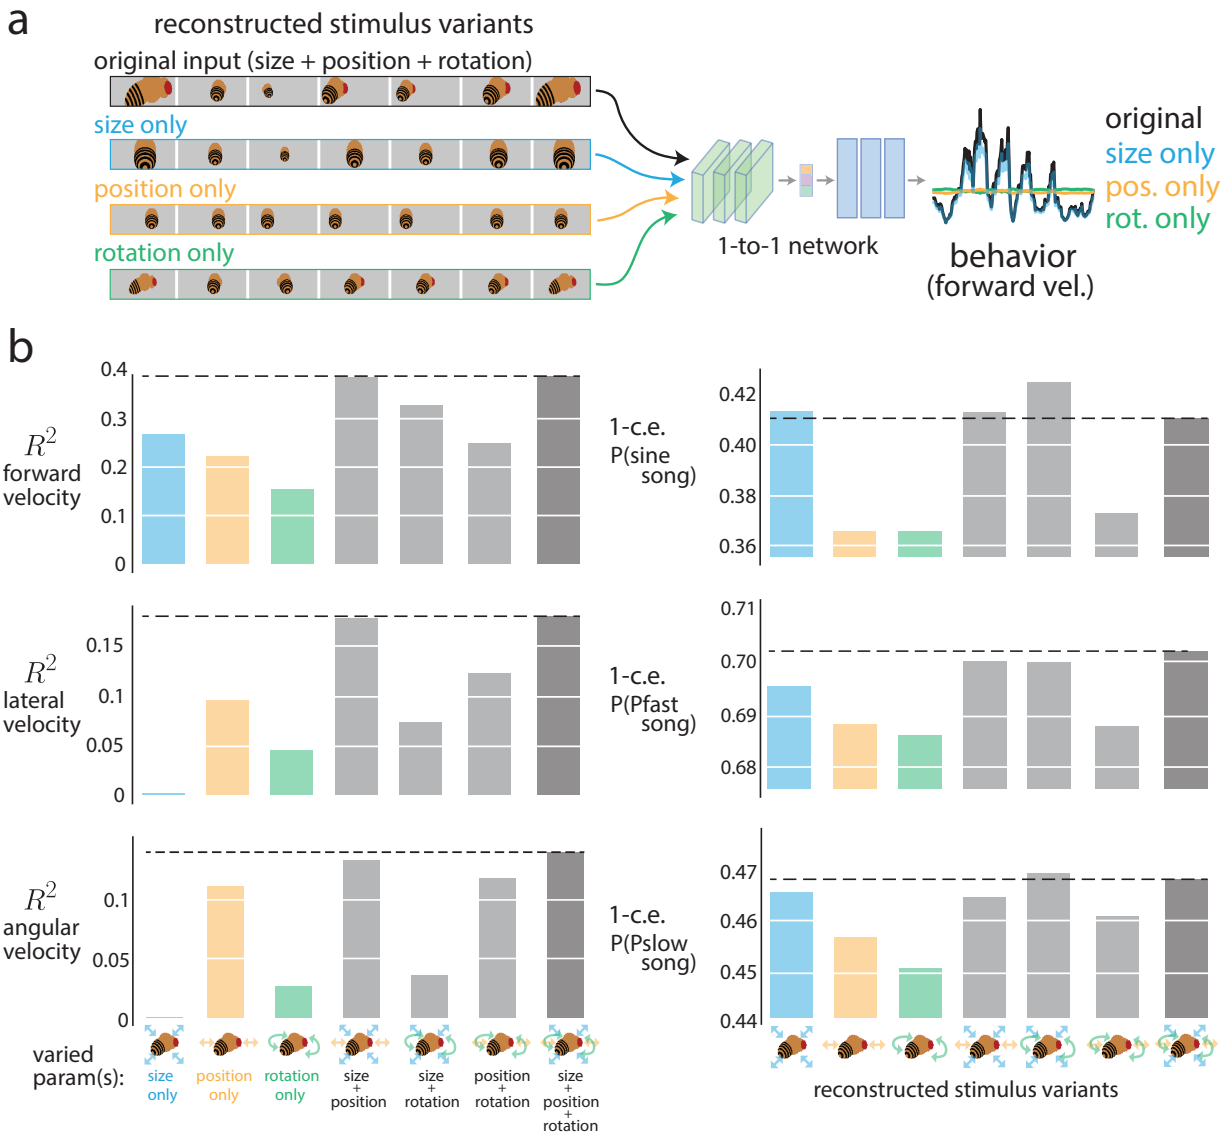 a
reconstructed stimulus variants
original input (size + position + rotation)
size only
position only
rotation only
1-to-1 network
behavior
(forward vel.)
original
size only
pos. only
rot. only
b
R²
forward
velocity
0.4
0.3
0.2
0.1
0
1-c.e.
P(sine
song)
0.42
0.40
0.38
0.36
R²
lateral
velocity
0.15
0.1
0.05
0
1-c.e.
P(Pfast
song)
0.71
0.70
0.69
0.68
R²
angular
velocity
0.1
0.05
0
1-c.e.
P(Pslow
song)
0.47
0.46
0.45
0.44
varied
param(s):
size
only
position
only
rotation
only
size
+
position
size
+
rotation
position
+
rotation
size
+
position
+
rotation
reconstructed stimulus variants